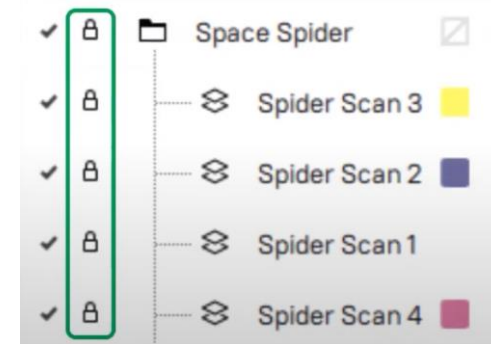 Space Spider
Spider Scan 3
Spider Scan 2
Spider Scan 1
Spider Scan 4